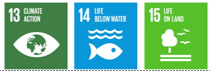 13 CLIMATE
ACTION
14 LIFE
BELOW WATER
15 LIFE
ON LAND